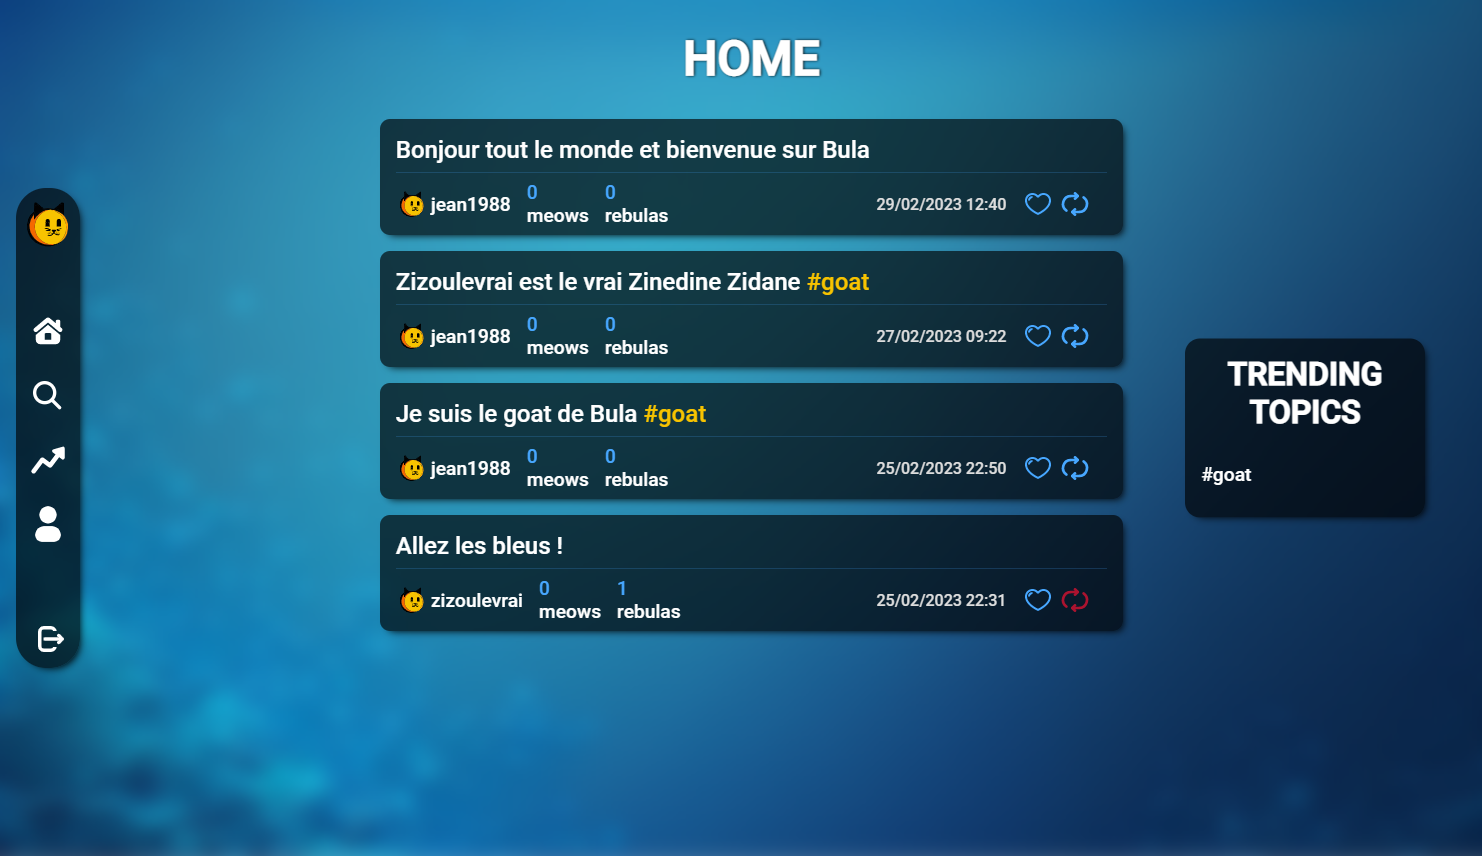 HOME
Bonjour tout le monde et bienvenue sur Bula
jean1988 0 meows 0 rebulas 29/02/2023 12:40
Zizoulevrai est le vrai Zinedine Zidane #goat
jean1988 0 meows 0 rebulas 27/02/2023 09:22
Je suis le goat de Bula #goat
jean1988 0 meows 0 rebulas 25/02/2023 22:50
Allez les bleus !
zizoulevrai 0 meows 1 rebulas 25/02/2023 22:31
TRENDING
TOPICS
#goat